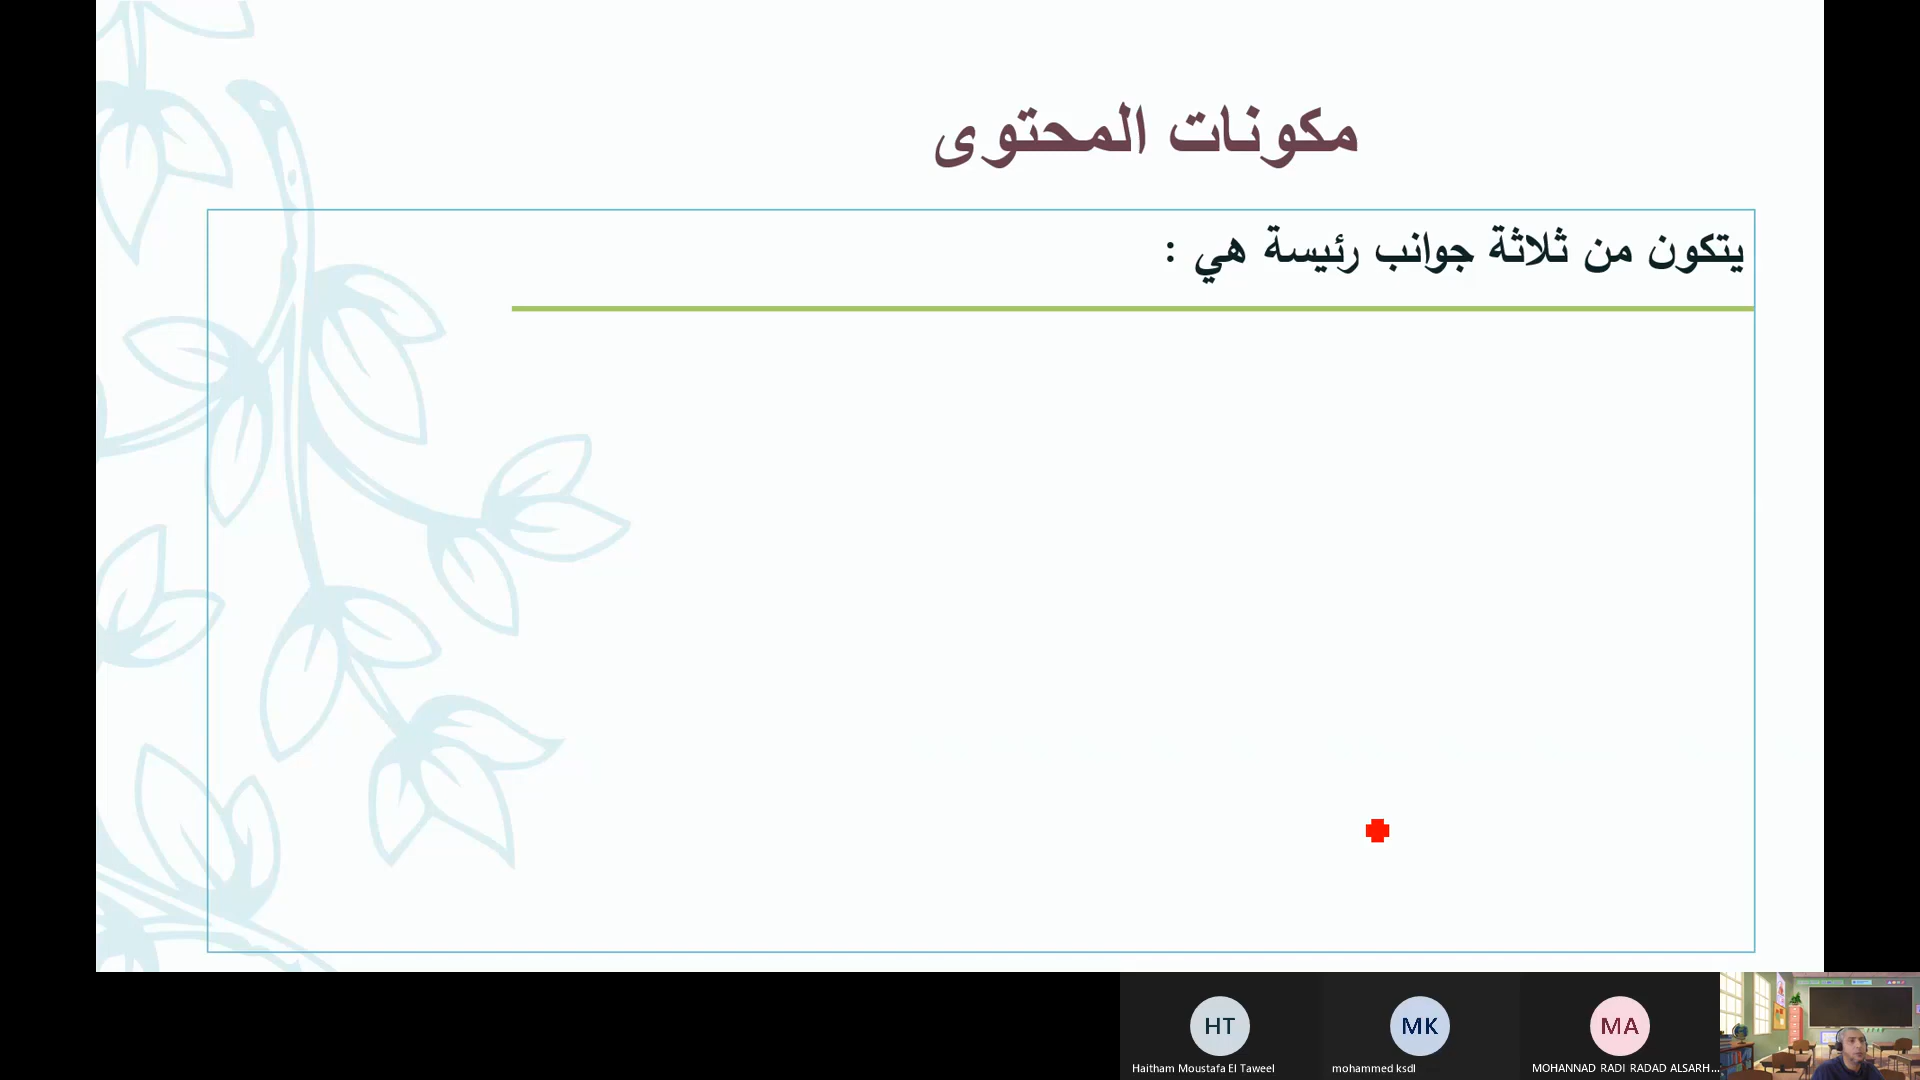 مكونات المحتوى
يتكون من ثلاثة جوانب رئيسة هي :
HT
MK
MA
Haitham Moustafa El Taweel
mohammed ksdl
MOHANNAD RADI RADAD ALSARH...